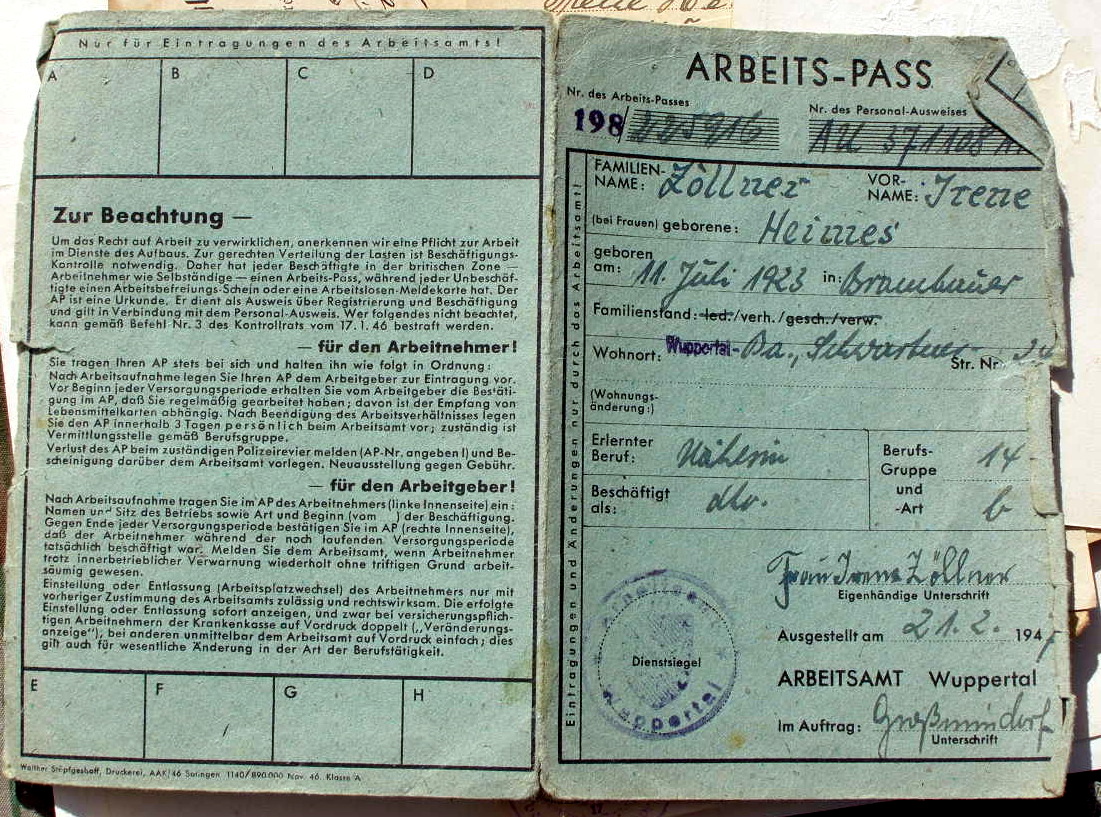 Nur für Eintragungen des Arbeitsamts!
A B C D
Zur Beachtung —
Um das Recht auf Arbeit zu verwirklichen, anerkennen wir eine Pflicht zur Arbeit
im Dienste des Aufbaus. Zur gerechten Verteilung der Lasten ist Beschäftigungs-
Kontrolle notwendig. Daher hat jeder Beschäftigte in der britischen Zone —
Arbeitnehmer wie Selbständige — einen Arbeits-Pass, während jeder Unbeschäf-
tigte einen Arbeitsbefreiungs-Schein oder eine Arbeitslosen-Meldekarte hat. Der
AP ist eine Urkunde. Er dient als Ausweis über Registrierung und Beschäftigung
und gilt in Verbindung mit dem Personal-Ausweis. Wer folgendes nicht beachtet,
kann gemäß Befehl Nr. 3 des Kontrollrats vom 17. 1. 46 bestraft werden.
— für den Arbeitnehmer!
Sie tragen Ihren AP stets bei sich und halten ihn wie folgt in Ordnung:
Nach Arbeitsaufnahme legen Sie Ihren AP dem Arbeitgeber zur Eintragung vor.
Vor Beginn jeder Versorgungsperiode erhalten Sie vom Arbeitgeber die Bestäti-
gung im AP, daß Sie regelmäßig gearbeitet haben; davon ist der Empfang von
Lebensmittelkarten abhängig. Nach Beendigung des Arbeitsverhältnisses legen
Sie den AP innerhalb 3 Tagen persönlich beim Arbeitsamt vor; zuständig ist
Vermittlungsstelle gemäß Berufsgruppe.
Verlust des AP beim zuständigen Polizeirevier melden (AP-Nr. angeben!) und Be-
scheinigung darüber dem Arbeitsamt vorlegen. Neuausstellung gegen Gebühr.
— für den Arbeitgeber!
Nach Arbeitsaufnahme tragen Sie im AP des Arbeitnehmers (linke Innenseite) ein:
Namen und Sitz des Betriebs sowie Art und Beginn (vom ) der Beschäftigung.
Gegen Ende jeder Versorgungsperiode bestätigen Sie im AP (rechte Innenseite),
daß der Arbeitnehmer während der noch laufenden Versorgungsperiode
tatsächlich beschäftigt war. Melden Sie dem Arbeitsamt, wenn Arbeitnehmer
trotz innerbetrieblicher Verwarnung wiederholt ohne triftigen Grund arbeit-
säumig gewesen.
Einstellung oder Entlassung (Arbeitsplatzwechsel) des Arbeitnehmers nur mit
vorheriger Zustimmung des Arbeitsamts zulässig und rechtswirksam. Die erfolgte
Einstellung oder Entlassung sofort anzeigen, und zwar bei versicherungspflich-
tigen Arbeitnehmern der Krankenkasse auf Vordruck doppelt („Veränderungs-
anzeige"), bei anderen unmittelbar dem Arbeitsamt auf Vordruck einfach; dies
gilt auch für wesentliche Änderung in der Art der Berufstätigkeit.
E F G H
Druckerei, AAK/46 Solingen 1140/890.000 Nov. 46. Klasse A
ARBEITS-PASS
Nr. des Arbeits-Passes Nr. des Personal-Ausweises
198/225916 AU 371108
Eintragungen und Änderungen nur durch das Arbeitsamt!
FAMILIEN-
NAME: Zöllner VOR-
NAME: Irene
(bei Frauen) geborene: Heimes
geboren
am: 11. Juli 1923 in: Brambauer
Familienstand: led./verh./gesch./verw.
Wohnort: Wuppertal-Ba., Str. Nr. 24
(Wohnungs-
änderung:)
Erlernter
Beruf: Näherin
Berufs-
Gruppe 14
und
-Art b
Beschäftigt
als: dto.
Frau Irene Zöllner
Eigenhändige Unterschrift
Ausgestellt am 21.2. 1947
Dienstsiegel
Wuppertal
ARBEITSAMT Wuppertal
Im Auftrag:
Unterschrift